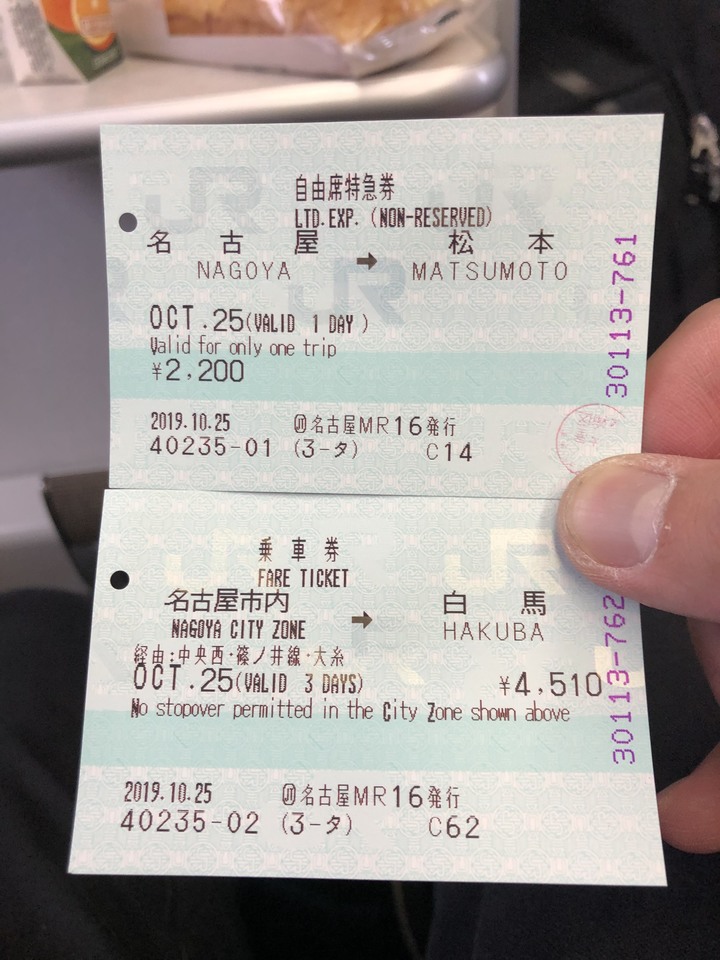 自由席特急券
LTD.EXP. (NON-RESERVED)
名古屋 → 松本
NAGOYA MATSUMOTO
OCT.25(VALID 1 DAY )
Valid for only one trip
¥2,200
2019.10.25 名古屋MR16発行
40235-01 (3-タ) C14
30113-761
乗車券
FARE TICKET
名古屋市内 → 白馬
NAGOYA CITY ZONE HAKUBA
経由:中央西・篠ノ井線・大糸
OCT.25(VALID 3 DAYS) ¥4,510
No stopover permitted in the City Zone shown above
2019.10.25 名古屋MR16発行
40235-02 (3-タ) C62
30113-762